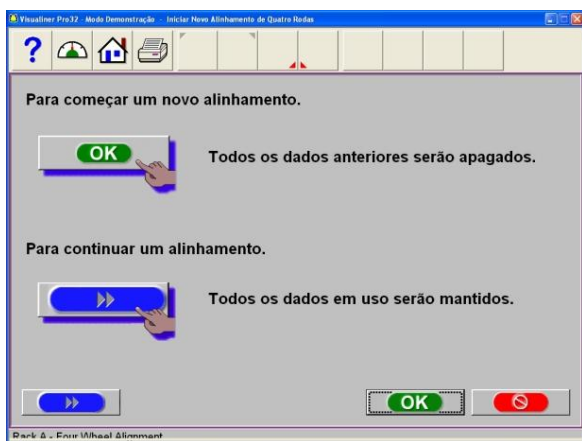 Visualiner Pro32 - Modo Demonstração - Iniciar Novo Alinhamento de Quatro Rodas
?
Para começar um novo alinhamento.
OK
Todos os dados anteriores serão apagados.
Para continuar um alinhamento.
Todos os dados em uso serão mantidos.
OK
Rack A - Four Wheel Alignment